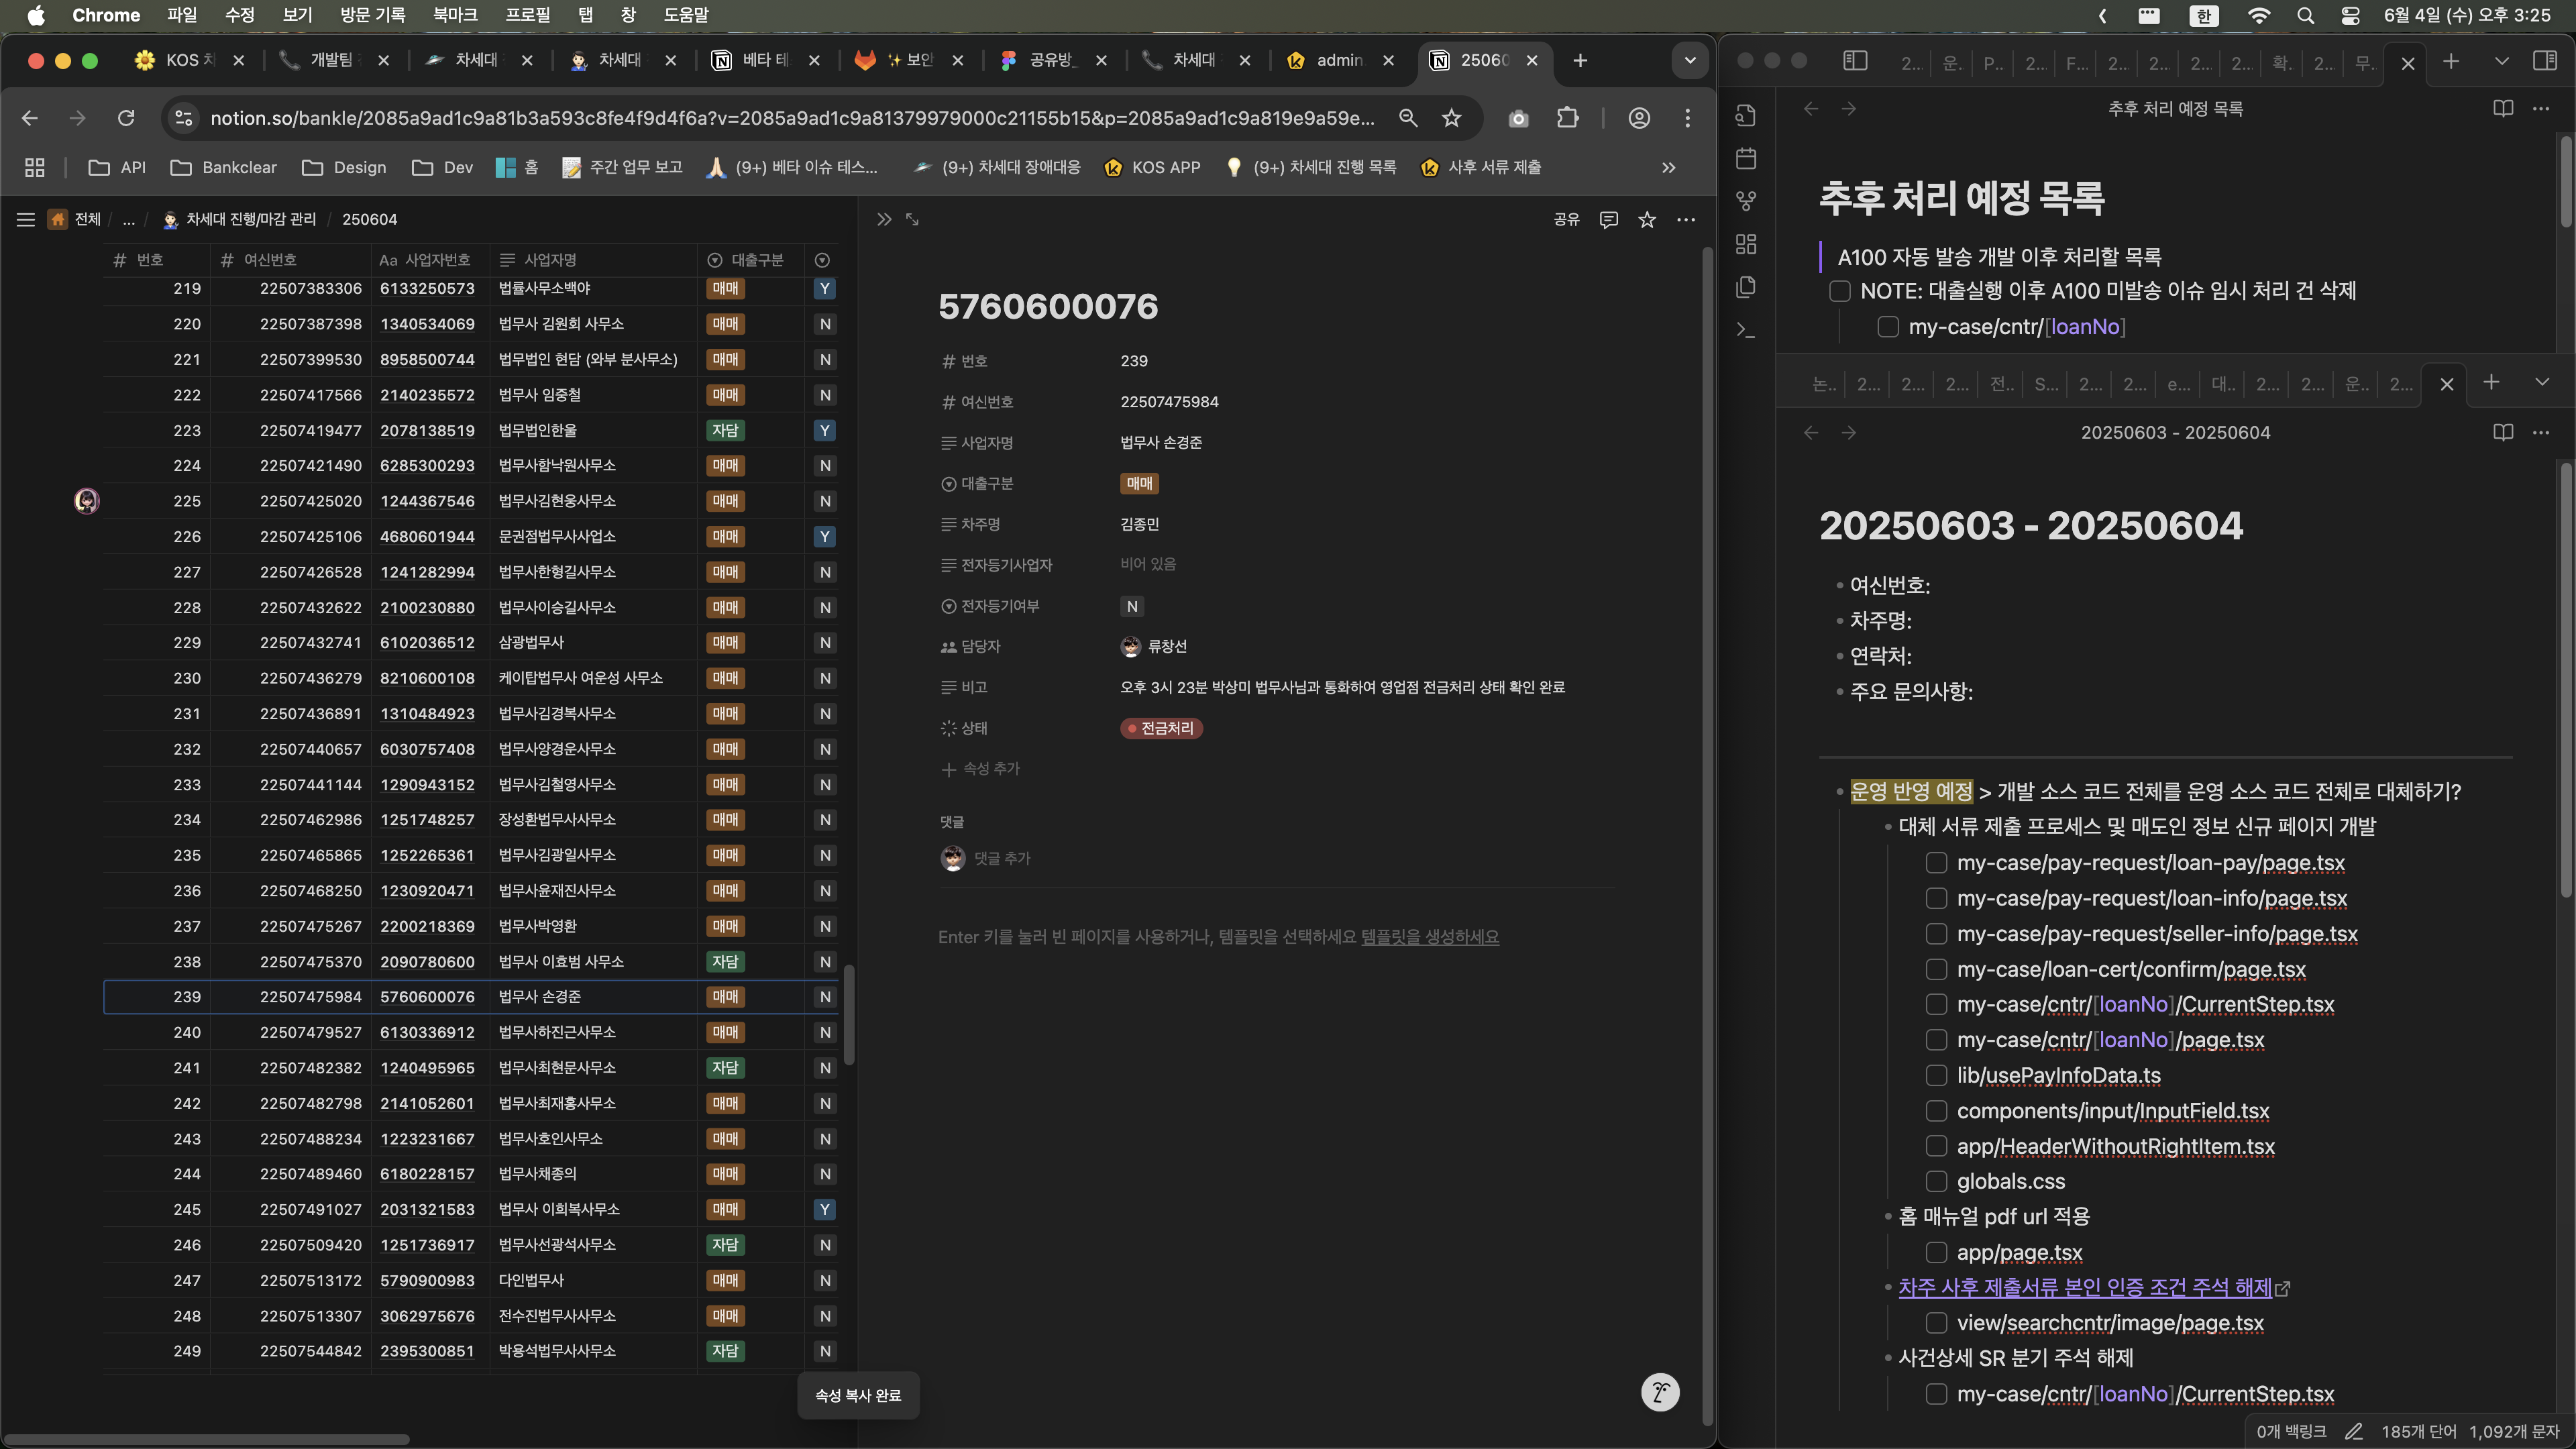 Chrome 파일 수정 보기 방문 기록 북마크 프로필 탭 창 도움말 한 6월 4일 (수) 오후 3:25
KOS 차 개발팀 차세대 차세대 베타 테 보안 공유방_ 차세대 admin 25060
notion.so/bankle/2085a9ad1c9a81b3a593c8fe4f9d4f6a?v=2085a9ad1c9a81379979000c21155b15&p=2085a9ad1c9a819e9a59e...
API Bankclear Design Dev 홈 주간 업무 보고 (9+) 베타 이슈 테스... (9+) 차세대 장애대응 KOS APP (9+) 차세대 진행 목록 사후 서류 제출
전체 / ... / 차세대 진행/마감 관리 / 250604
번호 여신번호 Aa 사업자번호 사업자명 대출구분
219 22507383306 6133250573 법률사무소백야 매매 Y
220 22507387398 1340534069 법무사 김원회 사무소 매매 N
221 22507399530 8958500744 법무법인 현담 (와부 분사무소) 매매 N
222 22507417566 2140235572 법무사 임중철 매매 N
223 22507419477 2078138519 법무법인한울 자담 Y
224 22507421490 6285300293 법무사함낙원사무소 매매 N
225 22507425020 1244367546 법무사김현웅사무소 매매 N
226 22507425106 4680601944 문권점법무사사업소 매매 Y
227 22507426528 1241282994 법무사한형길사무소 매매 N
228 22507432622 2100230880 법무사이승길사무소 매매 N
229 22507432741 6102036512 삼광법무사 매매 N
230 22507436279 8210600108 케이탑법무사 여운성 사무소 매매 N
231 22507436891 1310484923 법무사김경복사무소 매매 N
232 22507440657 6030757408 법무사양경운사무소 매매 N
233 22507441144 1290943152 법무사김철영사무소 매매 N
234 22507462986 1251748257 장성환법무사사무소 매매 N
235 22507465865 1252265361 법무사김광일사무소 매매 N
236 22507468250 1230920471 법무사윤재진사무소 매매 N
237 22507475267 2200218369 법무사박영환 매매 N
238 22507475370 2090780600 법무사 이효범 사무소 자담 N
239 22507475984 5760600076 법무사 손경준 매매 N
240 22507479527 6130336912 법무사하진근사무소 매매 N
241 22507482382 1240495965 법무사최현문사무소 자담 N
242 22507482798 2141052601 법무사최재홍사무소 매매 N
243 22507488234 1223231667 법무사호인사무소 매매 N
244 22507489460 6180228157 법무사채종의 매매 N
245 22507491027 2031321583 법무사 이희복사무소 매매 Y
246 22507509420 1251736917 법무사선광석사무소 자담 N
247 22507513172 5790900983 다인법무사 매매 N
248 22507513307 3062975676 전수진법무사사무소 매매 N
249 22507544842 2395300851 박용석법무사사무소 자담 N
속성 복사 완료
공유
5760600076
번호 239
여신번호 22507475984
사업자명 법무사 손경준
대출구분 매매
차주명 김종민
전자등기사업자 비어 있음
전자등기여부 N
담당자 류창선
비고 오후 3시 23분 박상미 법무사님과 통화하여 영업점 전금처리 상태 확인 완료
상태 전금처리
속성 추가
댓글
댓글 추가
Enter 키를 눌러 빈 페이지를 사용하거나, 템플릿을 선택하세요 템플릿을 생성하세요
2... 운.. P... 2... F... 2... 2... 2... 2... 확.. 2... 무..
추후 처리 예정 목록
추후 처리 예정 목록
A100 자동 발송 개발 이후 처리할 목록
NOTE: 대출실행 이후 A100 미발송 이슈 임시 처리 건 삭제
my-case/cntr/[loanNo]
논.. 2... 2... 2... 전.. S... 2... 2... e... 대.. 2... 2... 운.. 2...
20250603 - 20250604
20250603 - 20250604
여신번호:
차주명:
연락처:
주요 문의사항:
운영 반영 예정 > 개발 소스 코드 전체를 운영 소스 코드 전체로 대체하기?
대체 서류 제출 프로세스 및 매도인 정보 신규 페이지 개발
my-case/pay-request/loan-pay/page.tsx
my-case/pay-request/loan-info/page.tsx
my-case/pay-request/seller-info/page.tsx
my-case/loan-cert/confirm/page.tsx
my-case/cntr/[loanNo]/CurrentStep.tsx
my-case/cntr/[loanNo]/page.tsx
lib/usePayInfoData.ts
components/input/InputField.tsx
app/HeaderWithoutRightItem.tsx
globals.css
홈 매뉴얼 pdf url 적용
app/page.tsx
차주 사후 제출서류 본인 인증 조건 주석 해제
view/searchcntr/image/page.tsx
사건상세 SR 분기 주석 해제
my-case/cntr/[loanNo]/CurrentStep.tsx
0개 백링크 185개 단어 1,092개 문자